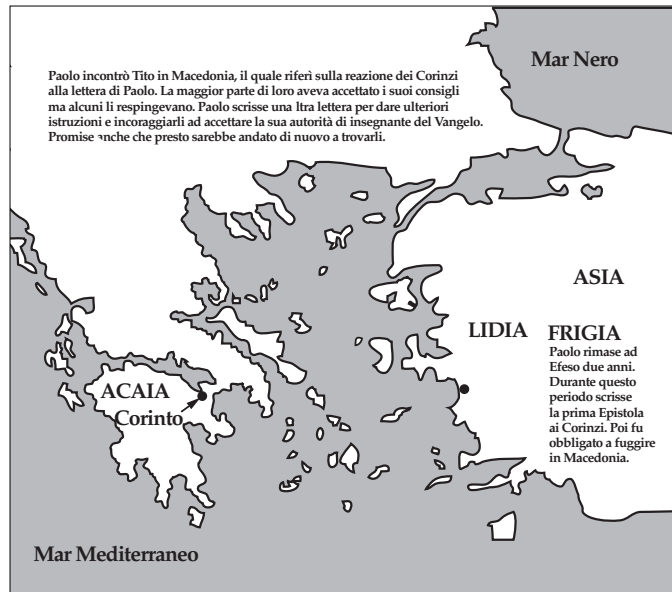 Mar Nero
Paolo incontrò Tito in Macedonia, il quale riferì sulla reazione dei Corinzi
alla lettera di Paolo. La maggior parte di loro aveva accettato i suoi consigli
ma alcuni li respingevano. Paolo scrisse una ltra lettera per dare ulteriori
istruzioni e incoraggiarli ad accettare la sua autorità di insegnante del Vangelo.
Promise anche che presto sarebbe andato di nuovo a trovarli.
ASIA
LIDIA
FRIGIA
Paolo rimase ad
Efeso due anni.
Durante questo
periodo scrisse
la prima Epistola
ai Corinzi. Poi fu
obbligato a fuggire
in Macedonia.
ACAIA
Corinto
Mar Mediterraneo